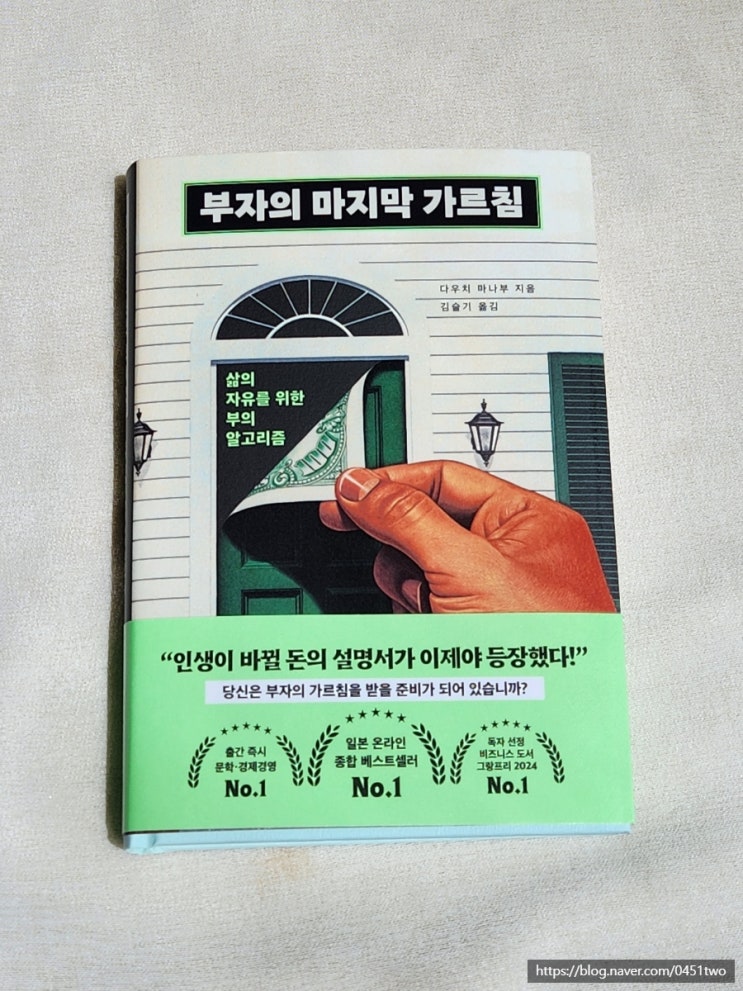 부자의 마지막 가르침
다우치 마나부 지음
김슬기 옮김
삶의
자유를 위한
부의
알고리즘
“인생이 바뀔 돈의 설명서가 이제야 등장했다!”
당신은 부자의 가르침을 받을 준비가 되어 있습니까?
출간 즉시
문학·경제경영
No.1
일본 온라인
종합 베스트셀러
No.1
독자 선정
비즈니스 도서
그랑프리 2024
No.1
https://blog.naver.com/0451two